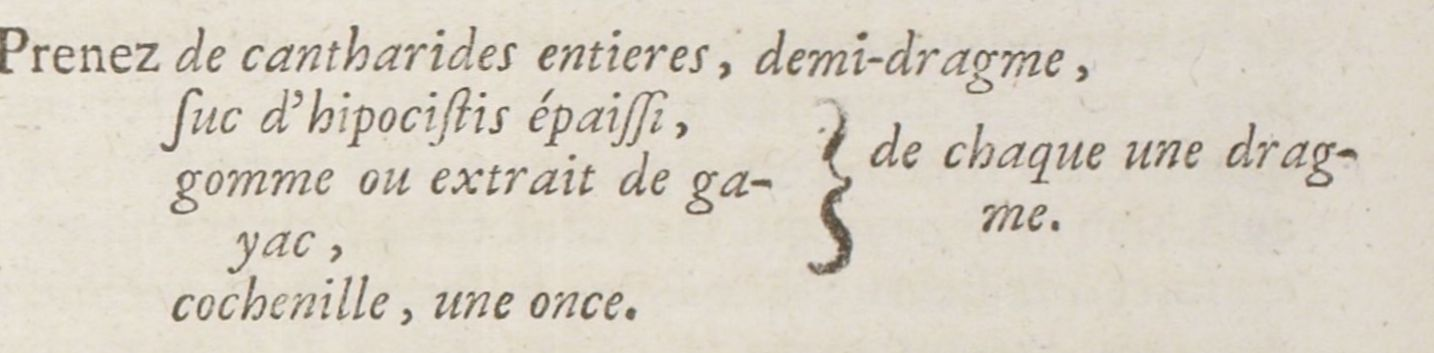 Prenez de cantharides entieres, demi-dragme,
ſuc d'hipociſtis épaiſſi,
gomme ou extrait de ga-
yac,
de chaque une drag-
me.
cochenille, une once.